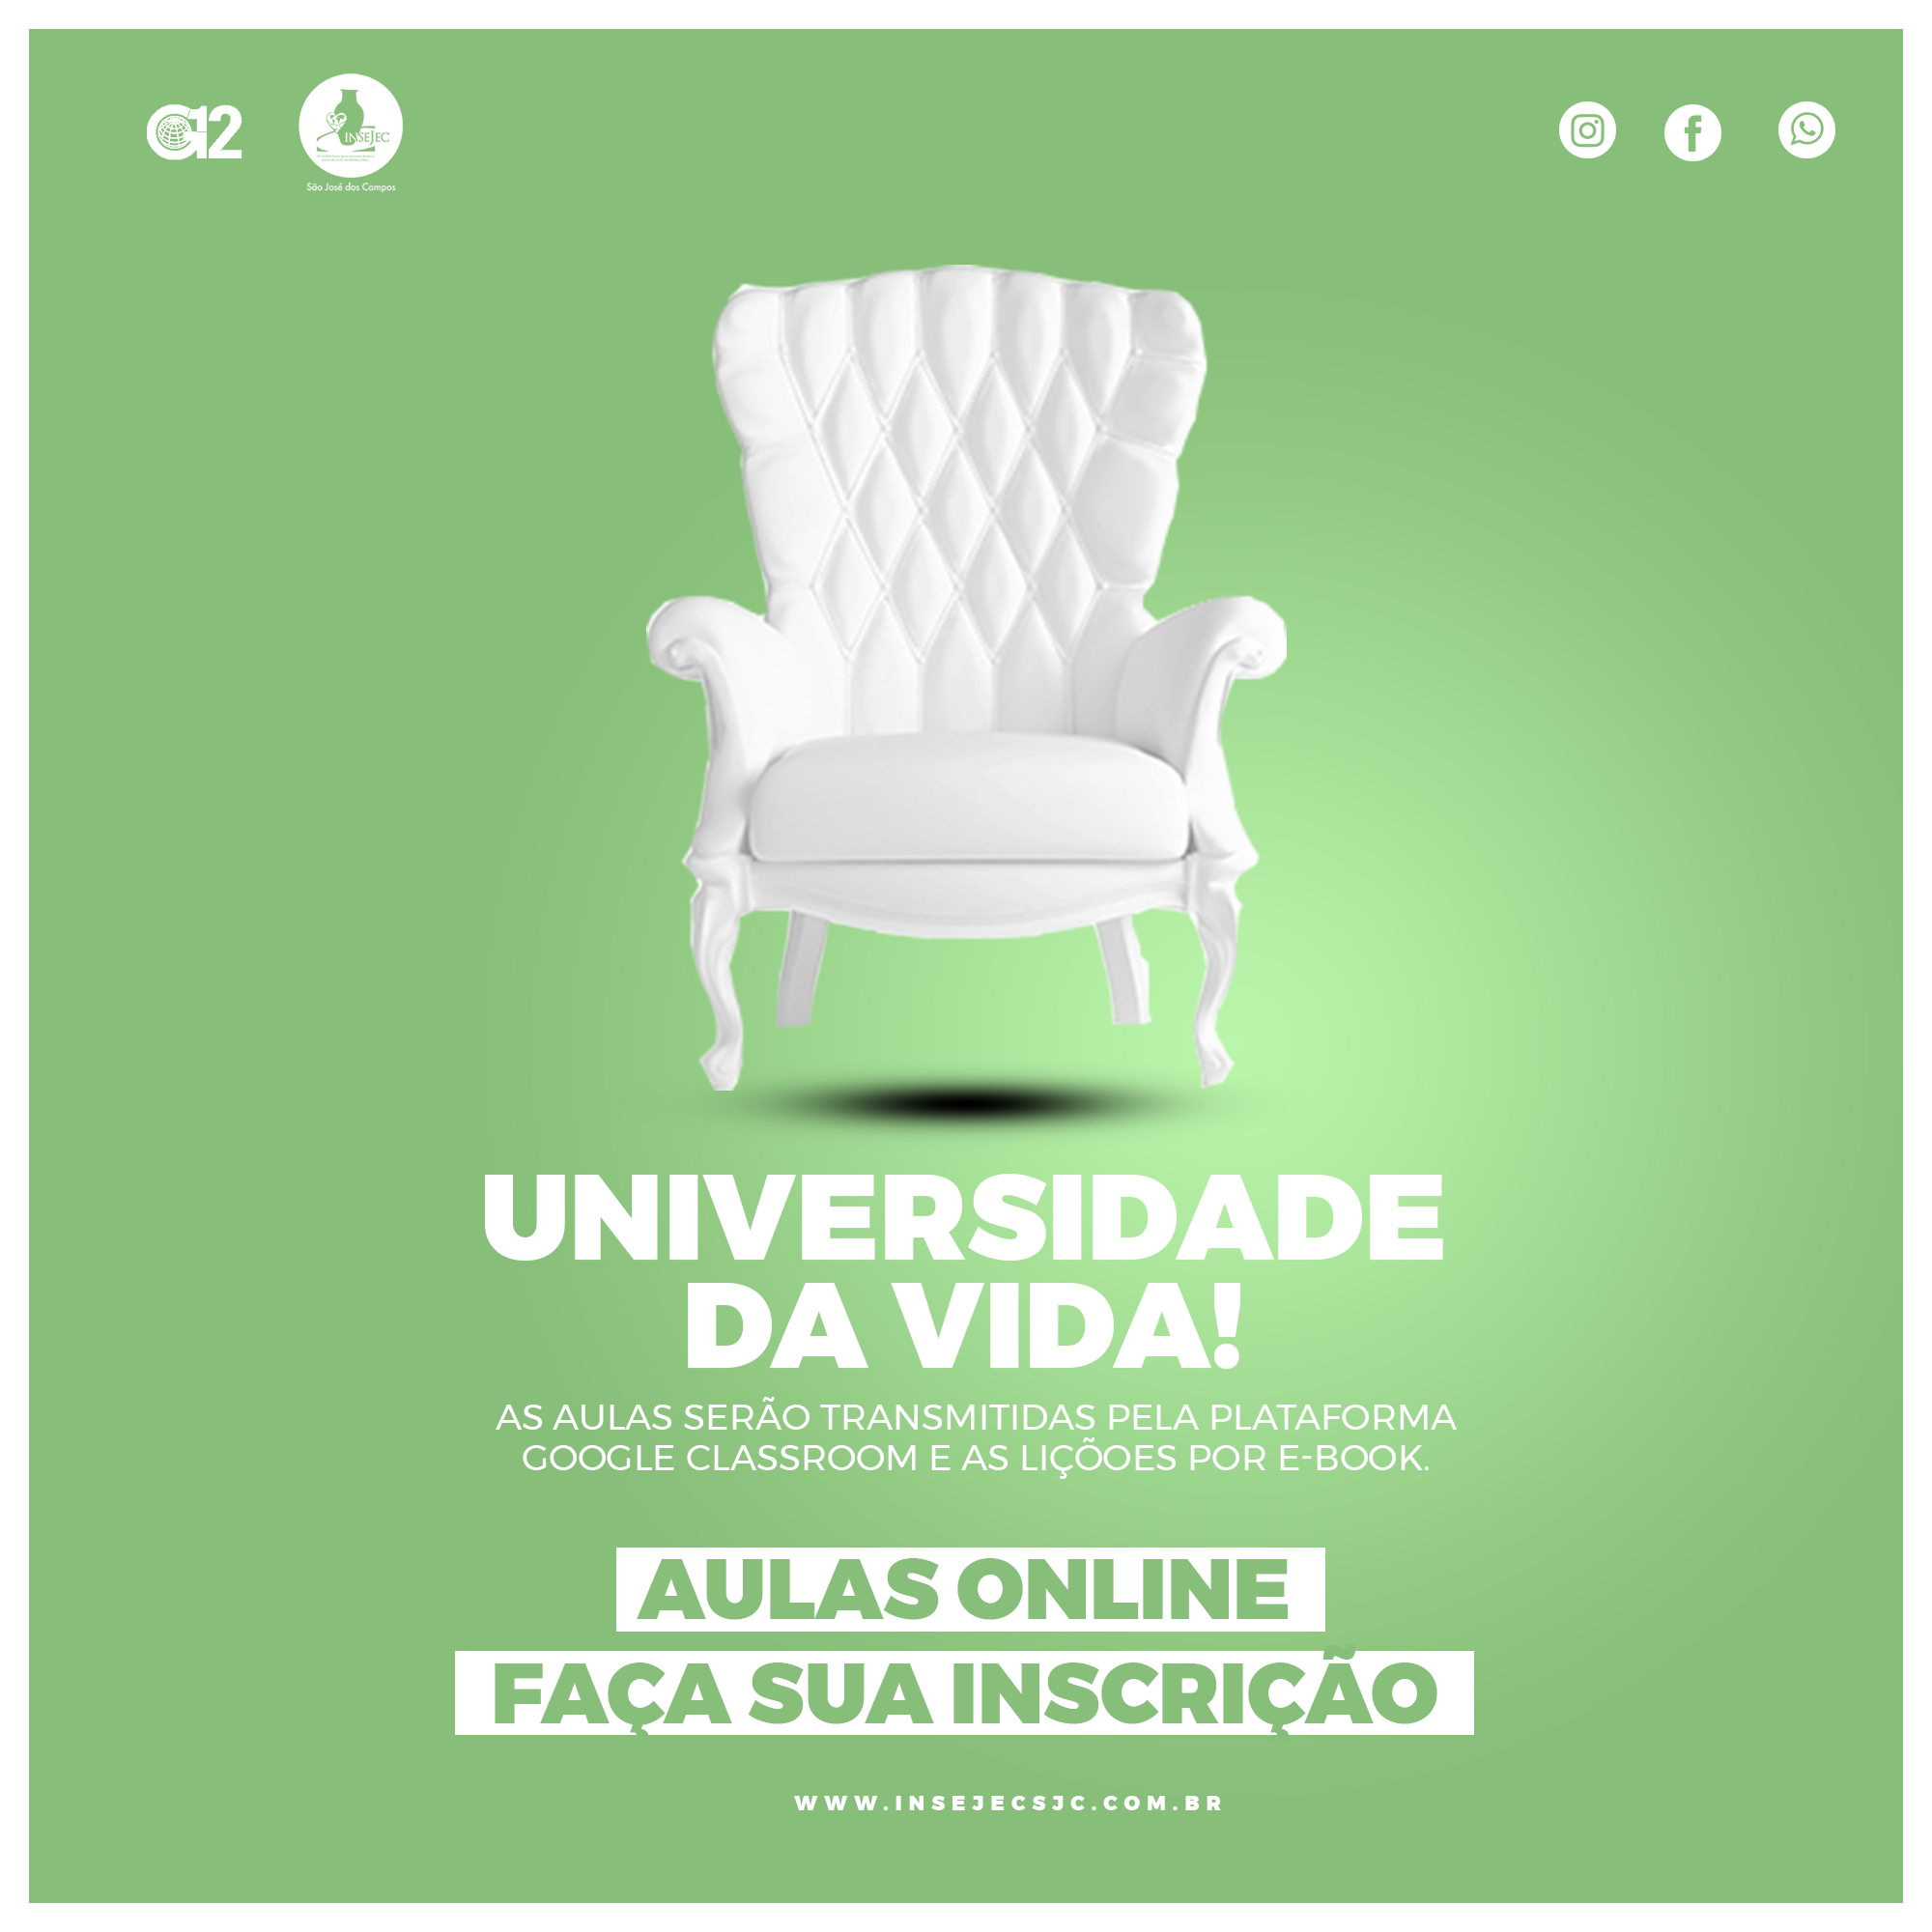 G12
INSEJEC
São José dos Campos
UNIVERSIDADE
DA VIDA!
AS AULAS SERÃO TRANSMITIDAS PELA PLATAFORMA
GOOGLE CLASSROOM E AS LIÇÕOES POR E-BOOK.
AULAS ONLINE
FAÇA SUA INSCRIÇÃO
WWW.INSEJECSJC.COM.BR